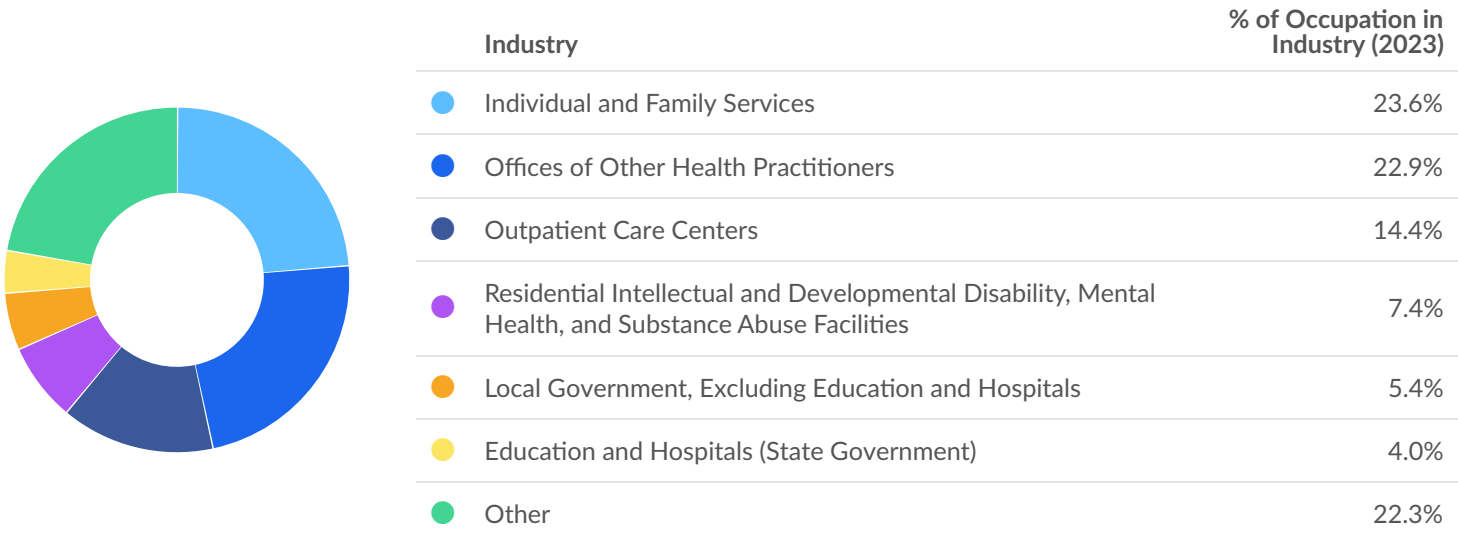 Industry
% of Occupation in
Industry (2023)
Individual and Family Services
23.6%
Offices of Other Health Practitioners
22.9%
Outpatient Care Centers
14.4%
Residential Intellectual and Developmental Disability, Mental
Health, and Substance Abuse Facilities
7.4%
Local Government, Excluding Education and Hospitals
5.4%
Education and Hospitals (State Government)
4.0%
Other
22.3%